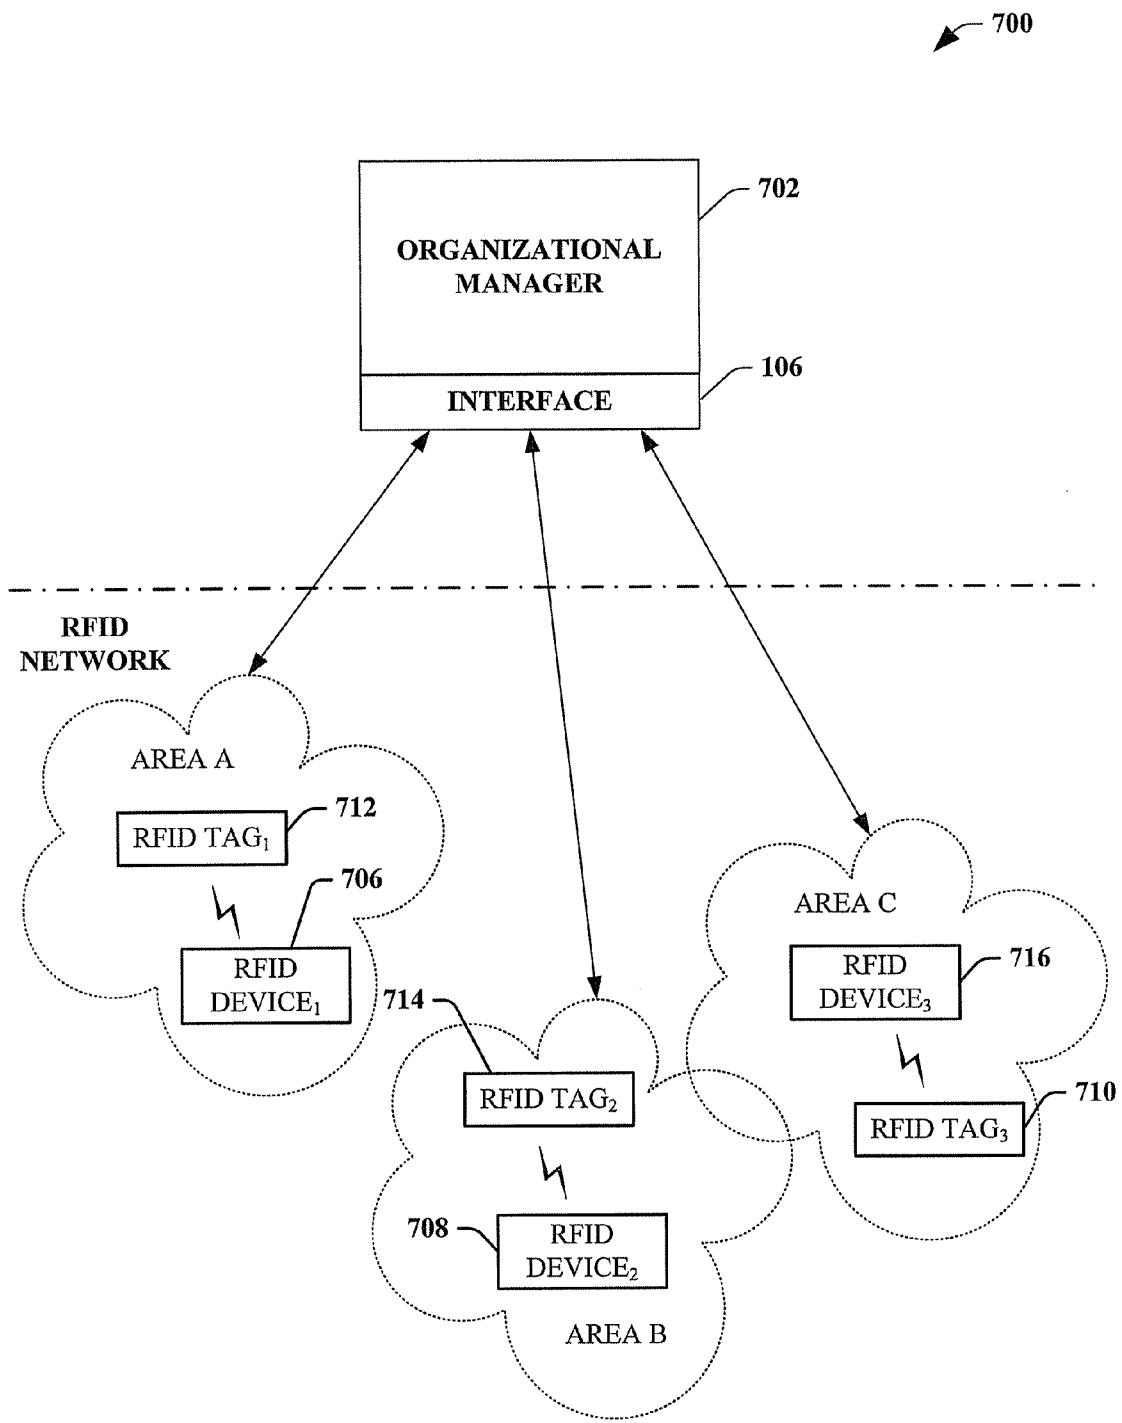 700
702
ORGANIZATIONAL
MANAGER
106
INTERFACE
RFID
NETWORK
AREA A
712
RFID TAG₁
706
RFID
DEVICE₁
AREA C
RFID
DEVICE₃
716
714
RFID TAG₂
710
RFID TAG₃
708
RFID
DEVICE₂
AREA B